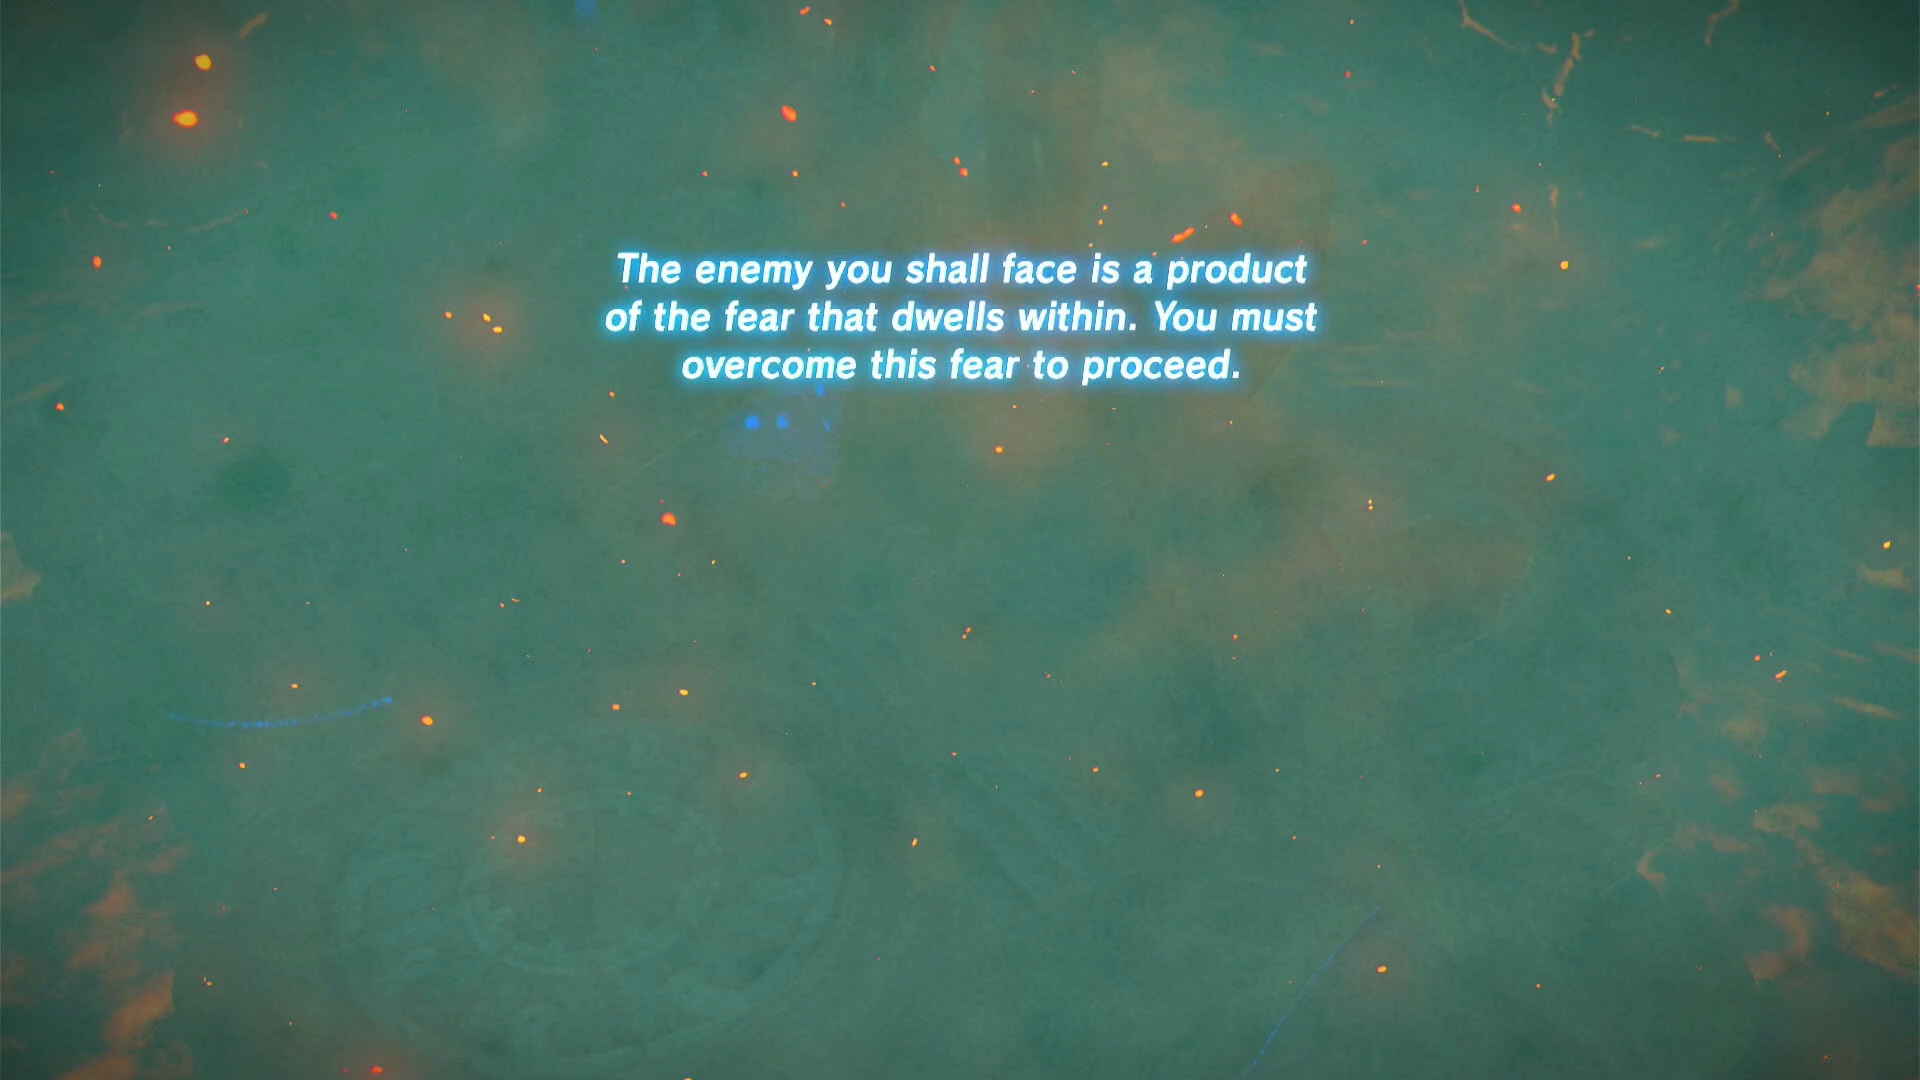 The enemy you shall face is a product
of the fear that dwells within. You must
overcome this fear to proceed.